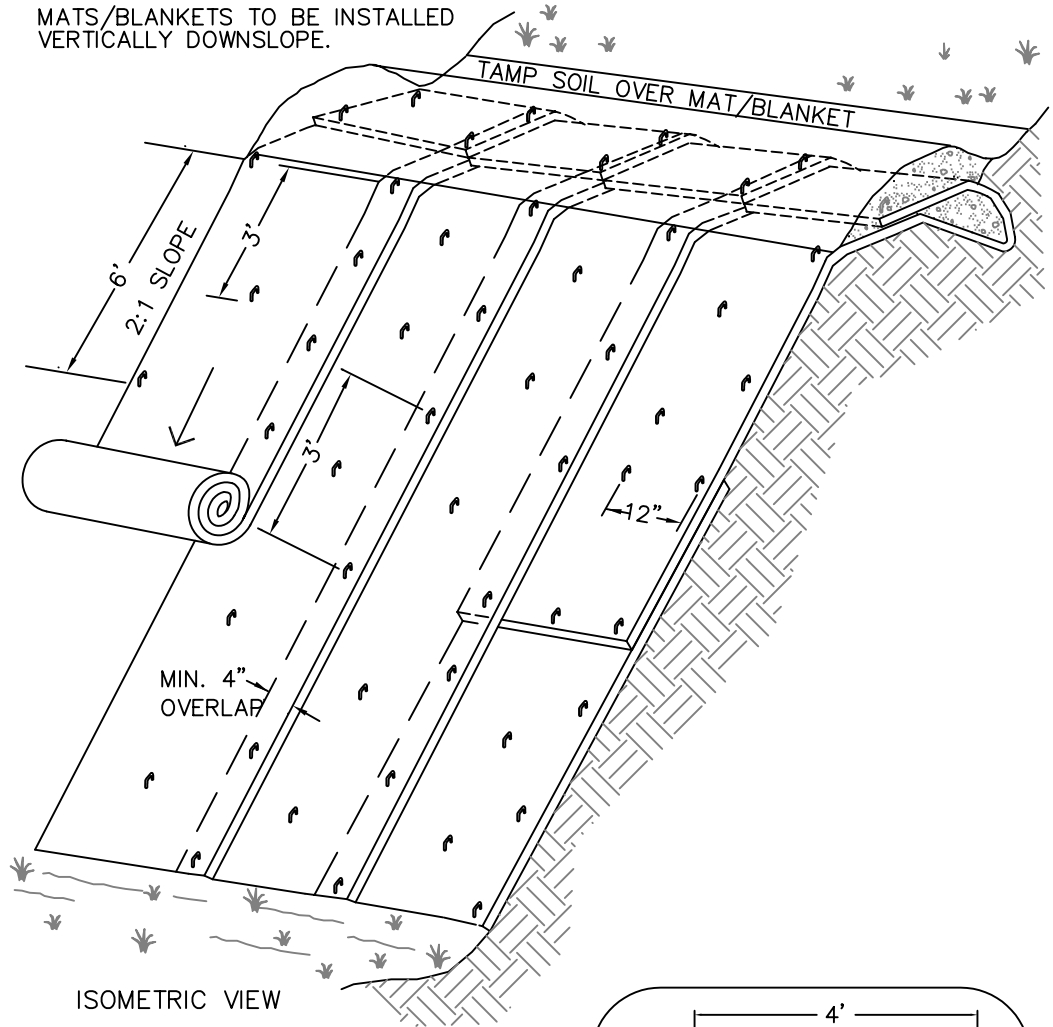 MATS/BLANKETS TO BE INSTALLED
VERTICALLY DOWNSLOPE.
TAMP SOIL OVER MAT/BLANKET
3'
6'
2:1 SLOPE
3'
12"
MIN. 4"
OVERLAP
ISOMETRIC VIEW
4'